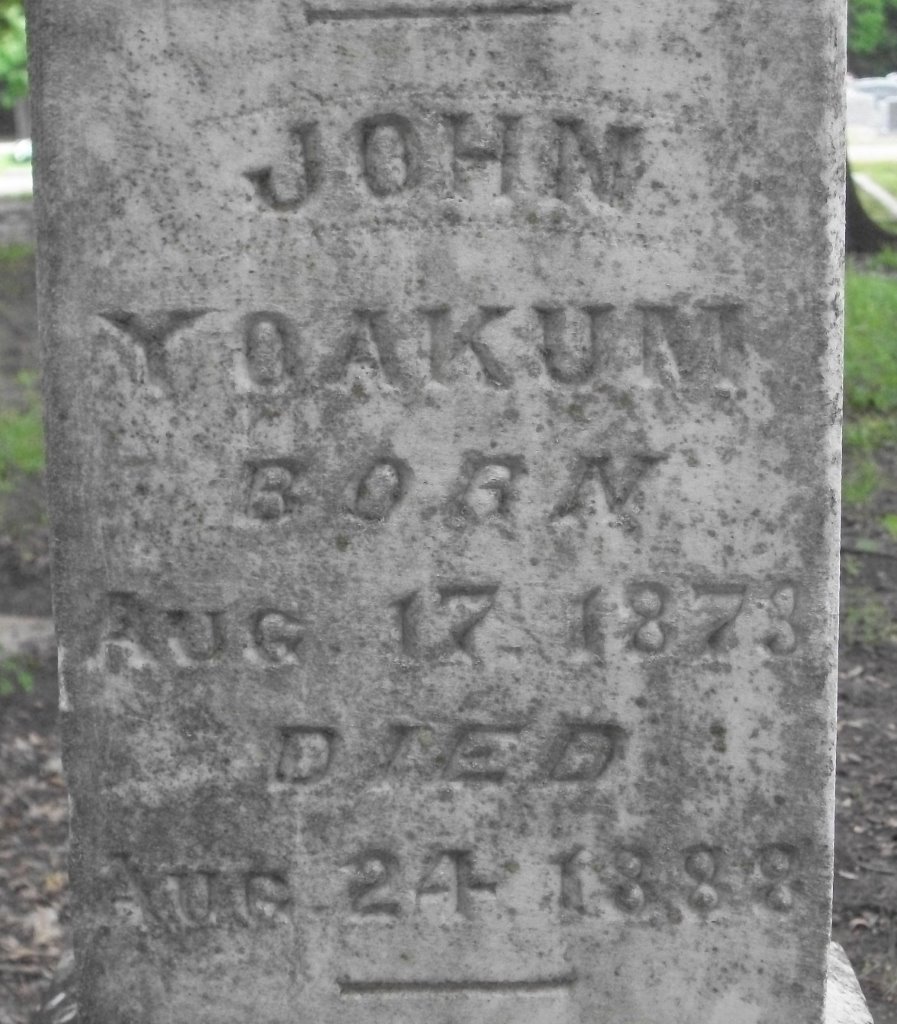 JOHN
YOAKUM
BORN
AUG 17 1873
DIED
AUG 24 1888